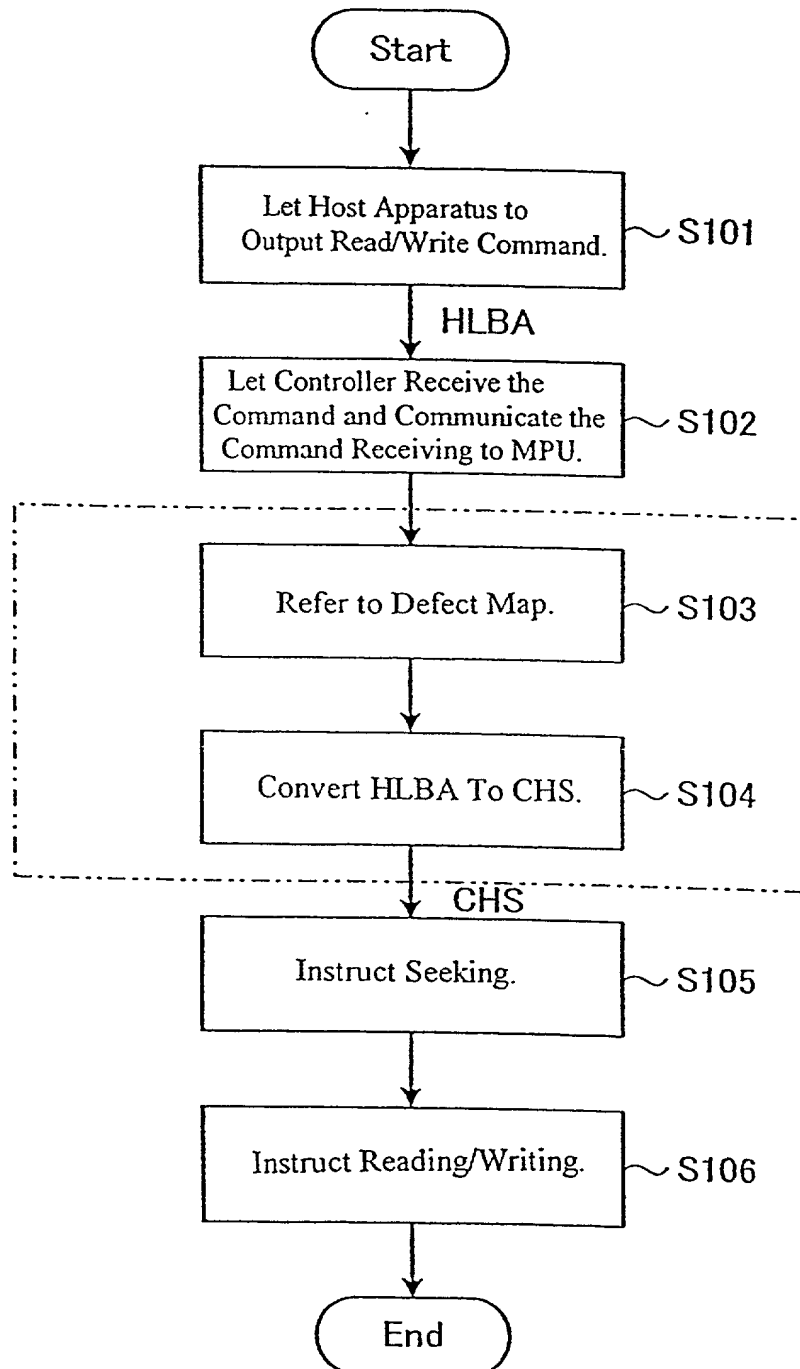 Start
Let Host Apparatus to
Output Read/Write Command.
S101
HLBA
Let Controller Receive the
Command and Communicate the
Command Receiving to MPU.
S102
Refer to Defect Map.
S103
Convert HLBA To CHS.
S104
CHS
Instruct Seeking.
S105
Instruct Reading/Writing.
S106
End